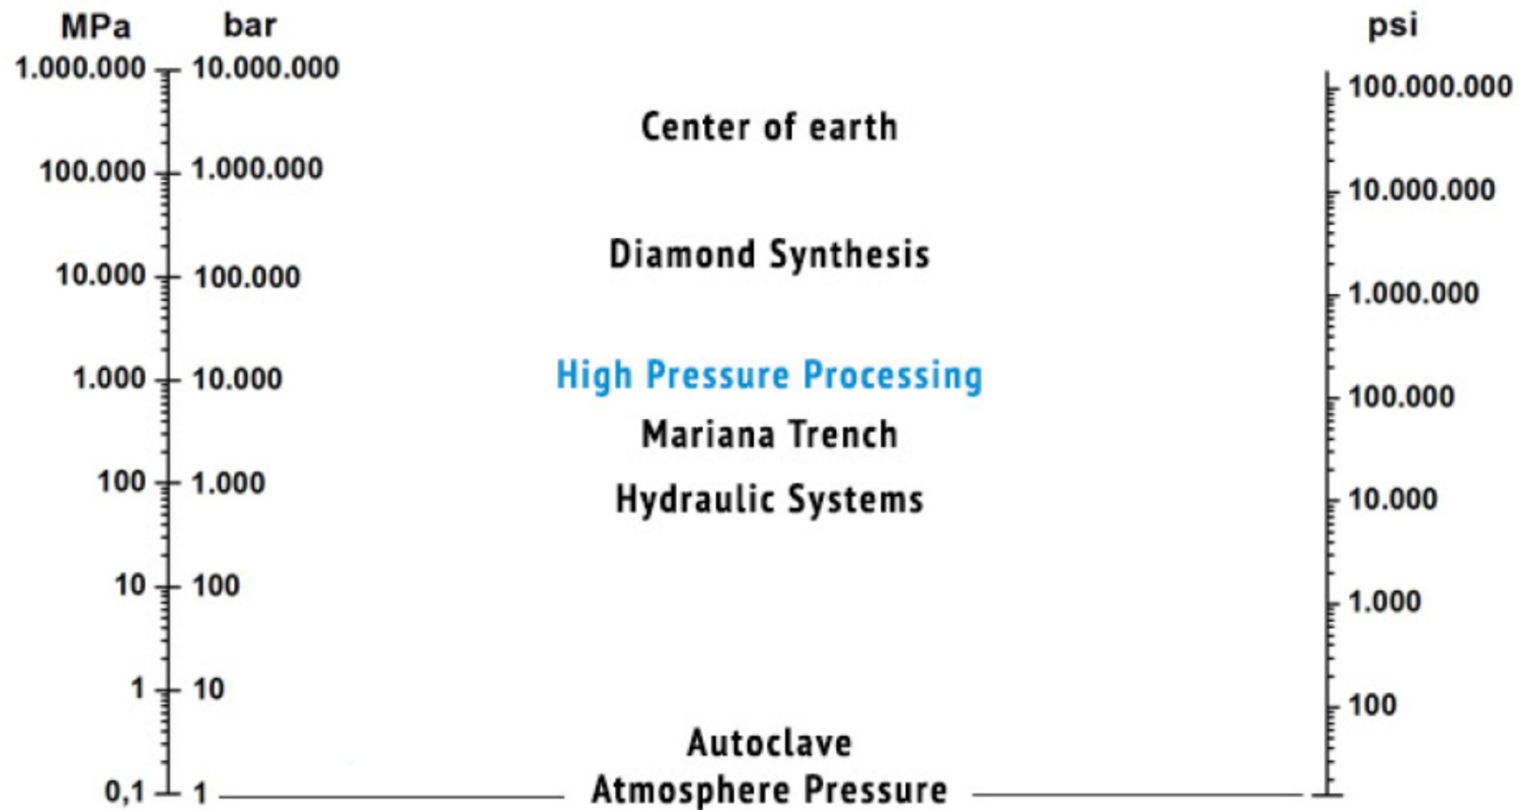 MPa bar psi
1.000.000 10.000.000
100.000.000
Center of earth
100.000 1.000.000
10.000.000
Diamond Synthesis
10.000 100.000
1.000.000
High Pressure Processing
1.000 10.000
100.000
Mariana Trench
100 1.000
Hydraulic Systems
10.000
10 100
1.000
1 10
100
Autoclave
0,1 1 Atmosphere Pressure